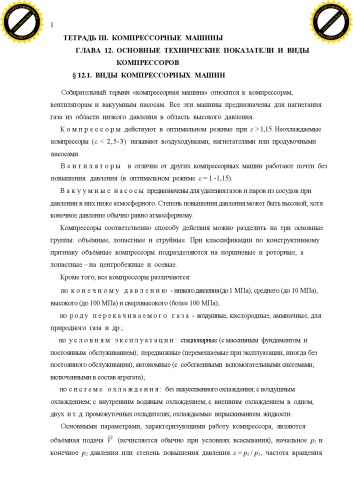 1
ТЕТРАДЬ III. КОМПРЕССОРНЫЕ МАШИНЫ
ГЛАВА 12. ОСНОВНЫЕ ТЕХНИЧЕСКИЕ ПОКАЗАТЕЛИ И ВИДЫ
КОМПРЕССОРОВ
§ 12.1. ВИДЫ КОМПРЕССОРНЫХ МАШИН
Собирательный термин «компрессорная машина» относится к компрессорам,
вентиляторам и вакуумным насосам. Все эти машины предназначены для нагнетания
газа из области низкого давления в область высокого давления.
К о м п р е с с о р ы действуют в оптимальном режиме при ε > 1,15. Неохлаждаемые
компрессоры (ε < 2,5-3) называют воздуходувками, нагнетателями или продувочными
насосами.
В е н т и л я т о р ы в отличие от других компрессорных машин работают почти без
повышения давления (в оптимальном режиме ε = 1 -1,15).
В а к у у м н ы е н а с о с ы предназначены для удаления газов и паров из сосудов при
давлении в них ниже атмосферного. Степень повышения давления может быть высокой, хотя
конечное давление обычно равно атмосферному.
Компрессоры соответственно способу действия можно разделить на три основные
группы: объёмные, лопастные и струйные. При классификации по конструктивному
признаку объёмные компрессоры подразделяются на поршневые и роторные, а
лопастные – на центробежные и осевые.
Кроме того, все компрессоры различаются:
по к о н е ч н о м у д а в л е н и ю - низкого давления (до 1 МПа), среднего (до 10 МПа),
высокого (до 100 МПа) и сверхвысокого (более 100 МПа);
по р о д у п е р е к а ч и в а е м о г о г а з а - воздушные, кислородные, аммиачные, для
природного газа и др.;
по у с л о в и я м э к с п л у а т а ц и и : стационарные (с массивным фундаментом и
постоянным обслуживанием); передвижные (перемещаемые при эксплуатации, иногда без
постоянного обслуживания); автономные (с собственными вспомогательными системами,
включенными в состав агрегата);
по с и с т е м е о х л а ж д е н и я : без искусственного охлаждения, с воздушным
охлаждением, с внутренним водяным охлаждением, с внешним охлаждением в одном,
двух и т. д. промежуточных охладителях, охлаждаемые впрыскиванием жидкости.
Основными параметрами, характеризующими работу компрессора, являются
объёмная подача V̅ (исчисляется обычно при условиях всасывания), начальное p₁ и
конечное p₂ давления или степень повышения давления ε = p₂ / p₁, частота вращения